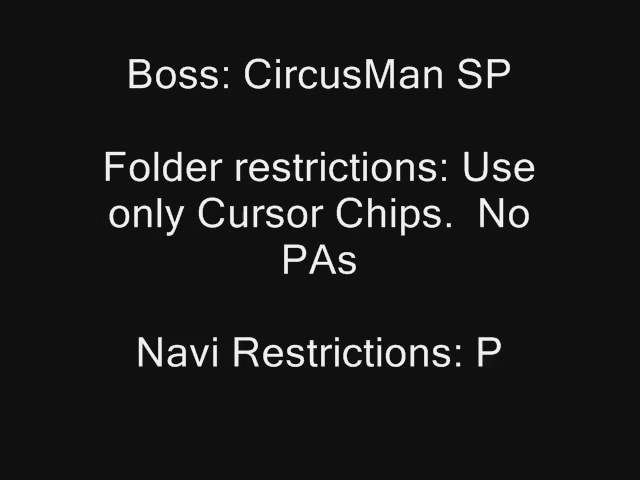 Boss: CircusMan SP
Folder restrictions: Use
only Cursor Chips.  No
PAs
Navi Restrictions: P